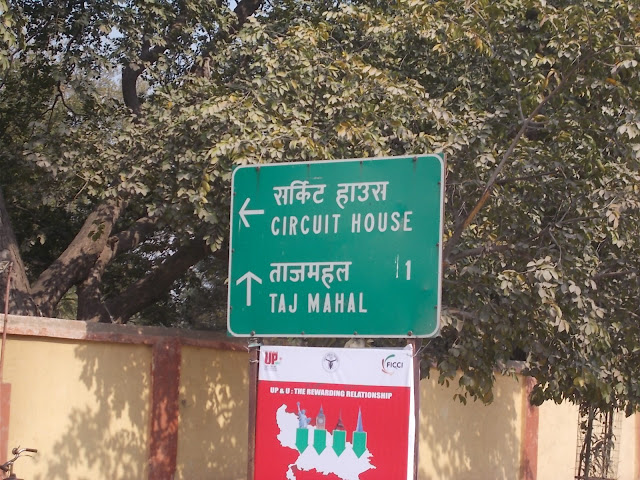 सर्किट हाउस
CIRCUIT HOUSE
ताजमहल 1
TAJ MAHAL
UP
FICCI
UP & U : THE REWARDING RELATIONSHIP